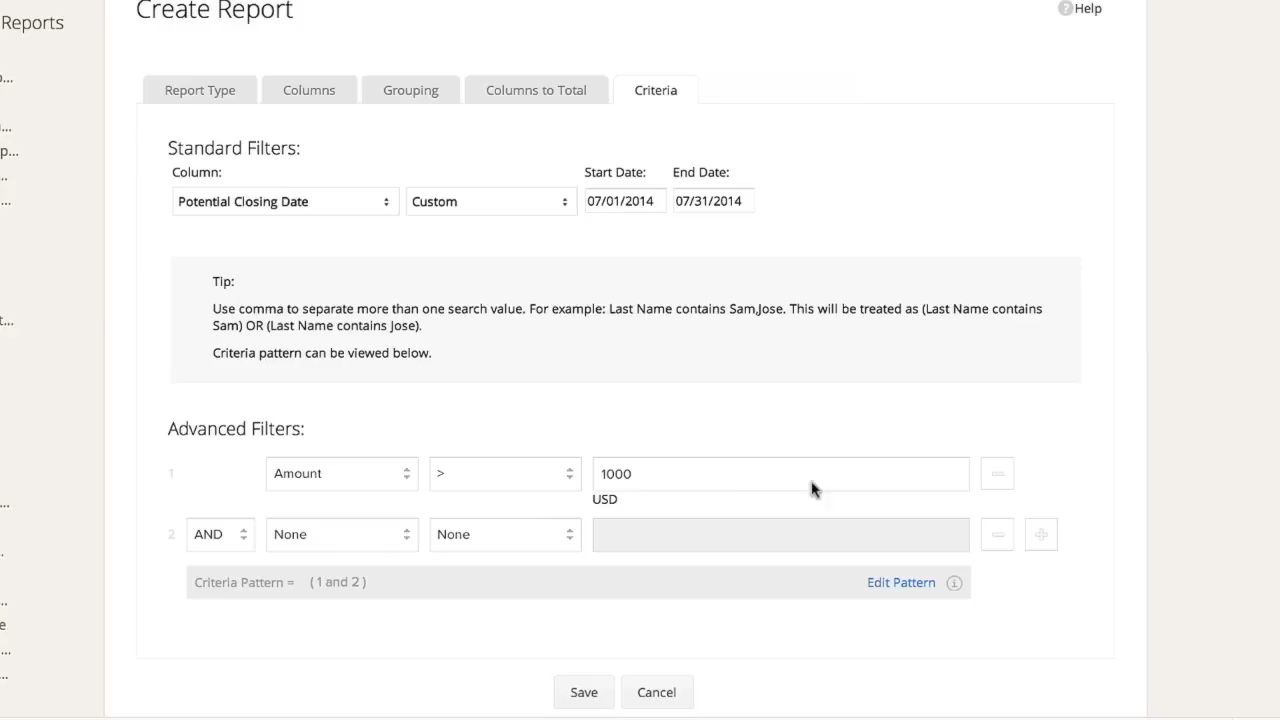 Create Report
Help
Reports
Report Type
Columns
Grouping
Columns to Total
Criteria
Standard Filters:
Column:
Start Date:
End Date:
Potential Closing Date
Custom
07/01/2014
07/31/2014
Tip:
Use comma to separate more than one search value. For example: Last Name contains Sam,Jose. This will be treated as (Last Name contains
Sam) OR (Last Name contains Jose).
Criteria pattern can be viewed below.
Advanced Filters:
1
Amount
>
1000
USD
2
AND
None
None
Criteria Pattern = ( 1 and 2 )
Edit Pattern
Save
Cancel